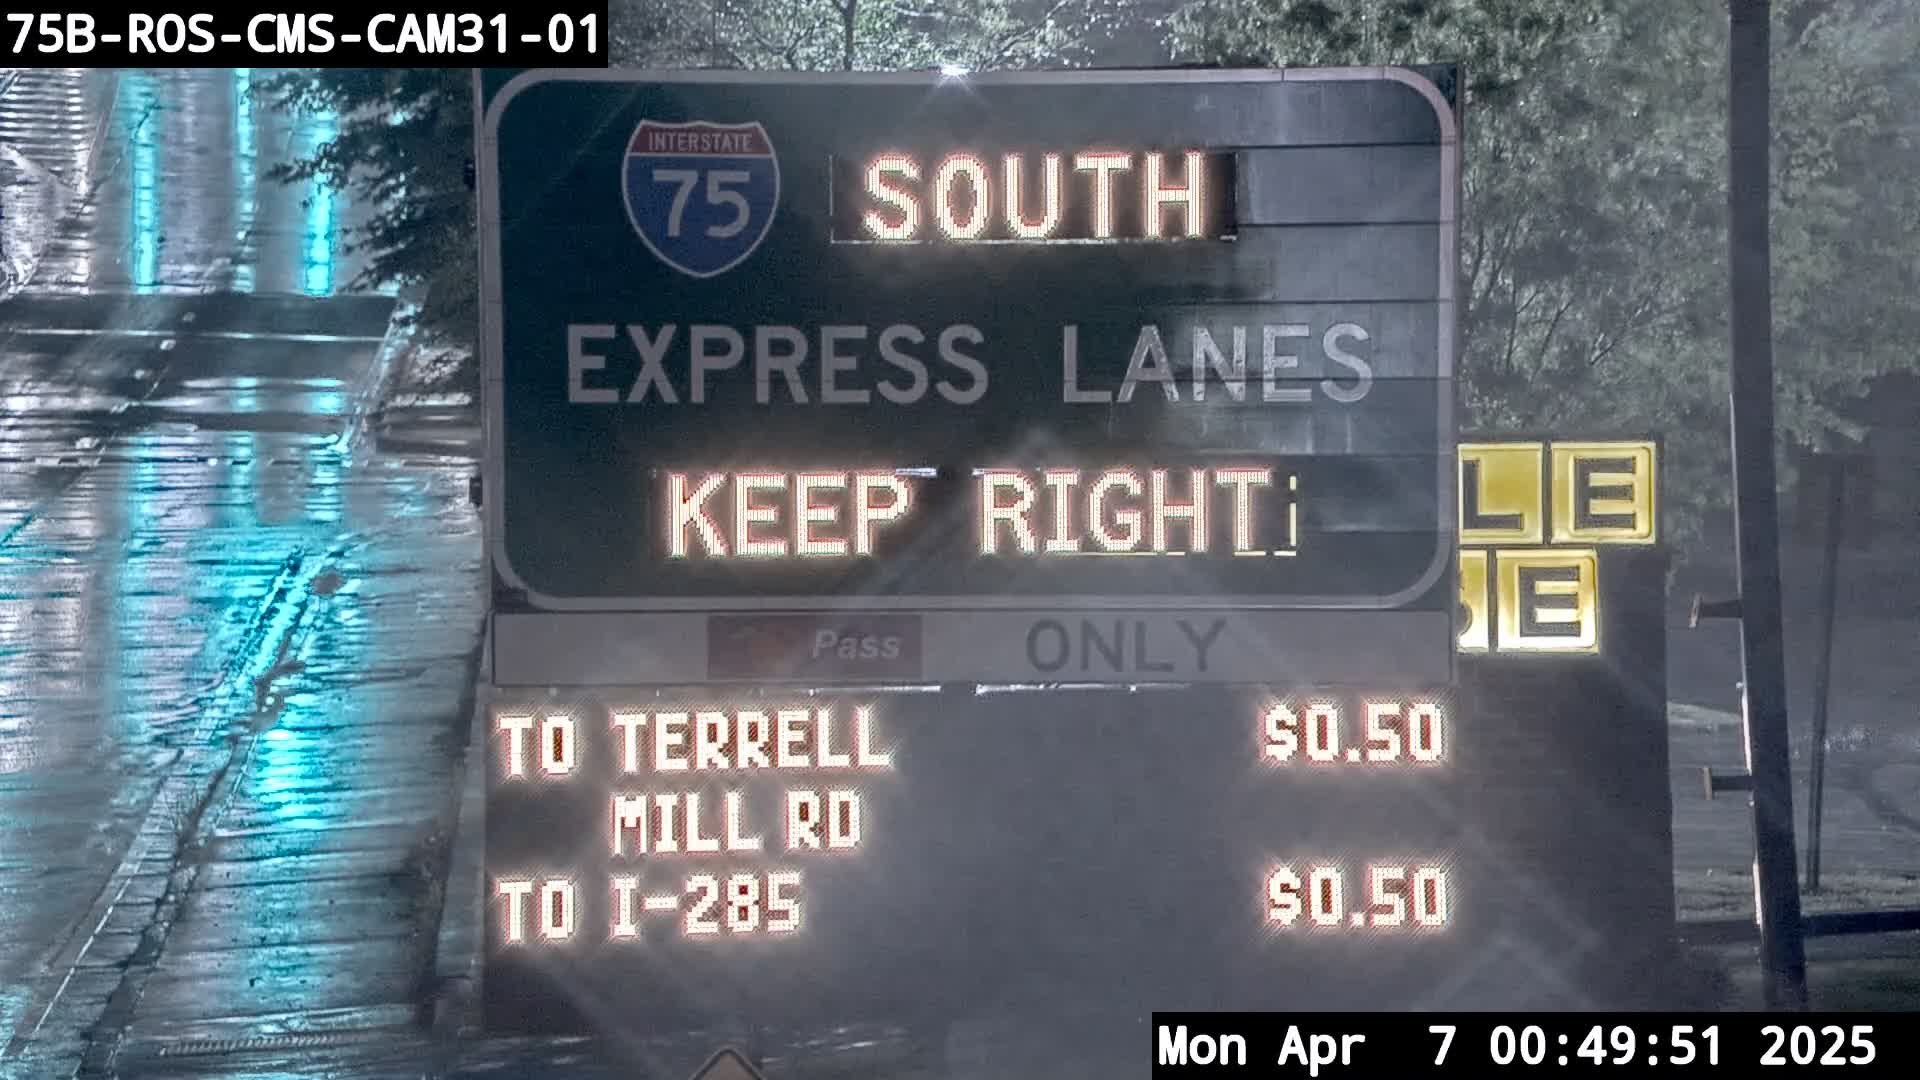 75B-ROS-CMS-CAM31-01
INTERSTATE
75
SOUTH
EXPRESS LANES
KEEP RIGHT
Pass ONLY
TO TERRELL $0.50
MILL RD
TO I-285 $0.50
LE
E
Mon Apr 7 00:49:51 2025